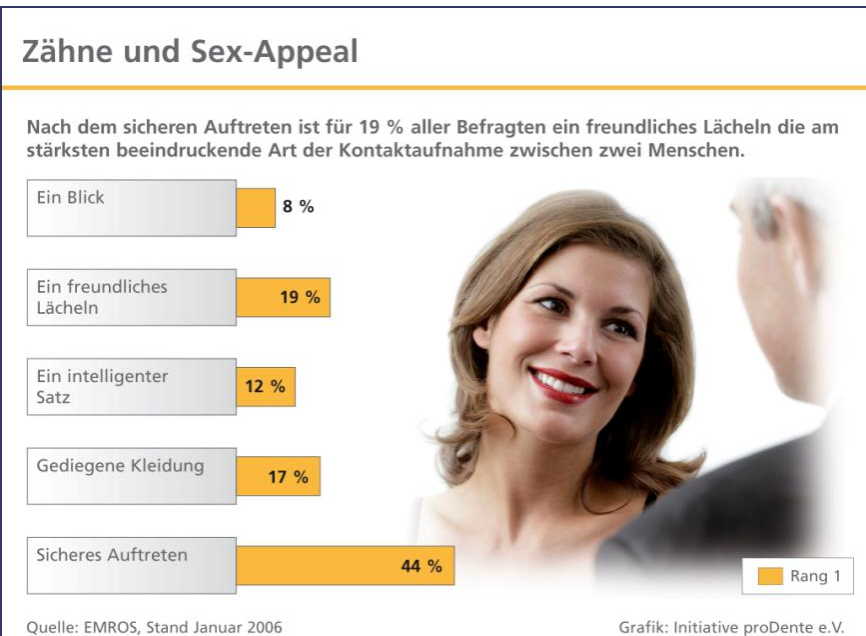 Zähne und Sex-Appeal
Nach dem sicheren Auftreten ist für 19 % aller Befragten ein freundliches Lächeln die am
stärksten beeindruckende Art der Kontaktaufnahme zwischen zwei Menschen.
Ein Blick
8 %
Ein freundliches
Lächeln
19 %
Ein intelligenter
Satz
12 %
Gediegene Kleidung
17 %
Sicheres Auftreten
44 %
Rang 1
Quelle: EMROS, Stand Januar 2006
Grafik: Initiative proDente e.V.